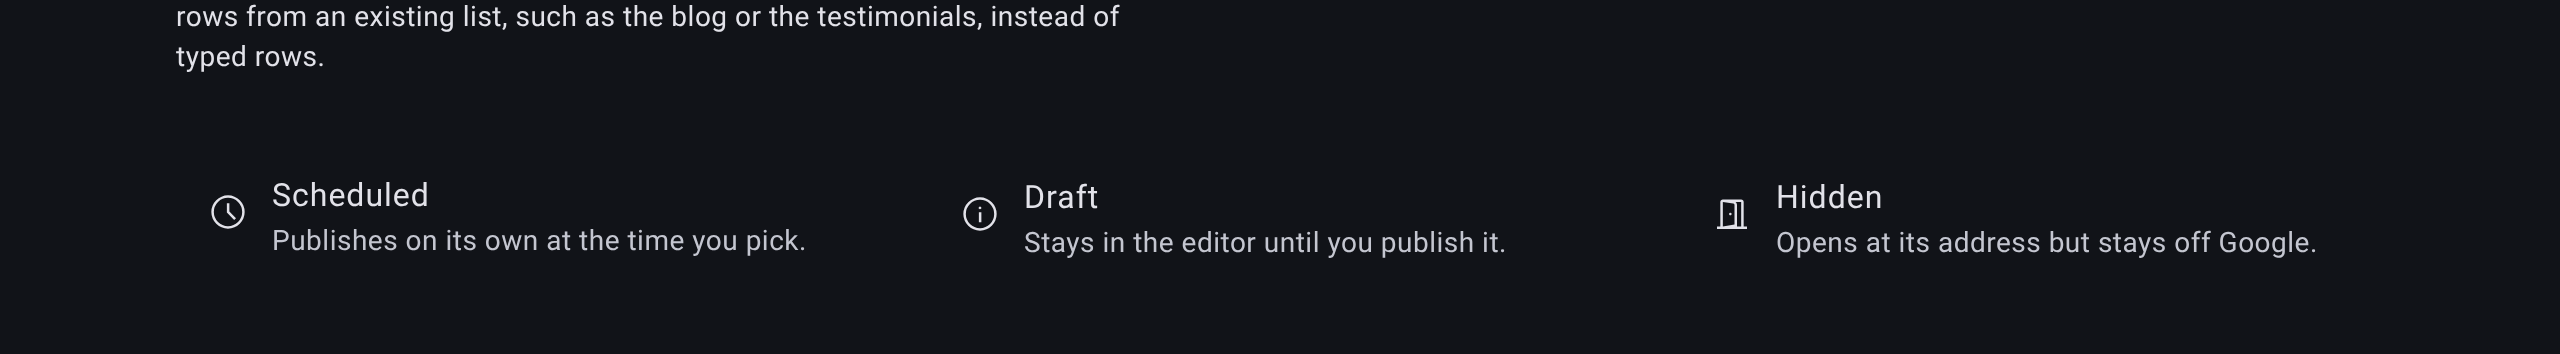 rows from an existing list, such as the blog or the testimonials, instead of
typed rows.
Scheduled
Publishes on its own at the time you pick.
Draft
Stays in the editor until you publish it.
Hidden
Opens at its address but stays off Google.